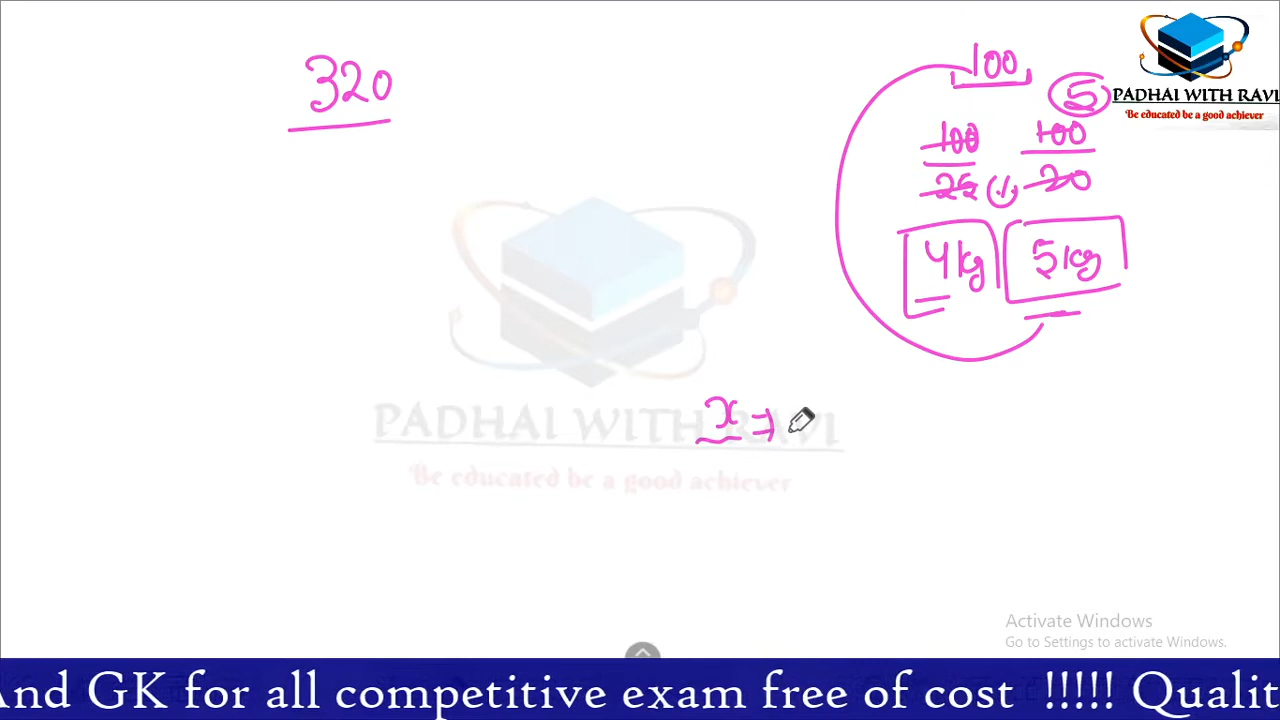 320
100
5
100 100
25 1 20
4kg 5kg
x ⇒
PADHAI WITH RAVI
Be educated be a good achiever
PADHAI WITH RAVI
Be educated be a good achiever
Activate Windows
Go to Settings to activate Windows.
And GK for all competitive exam free of cost !!!!! Qualit